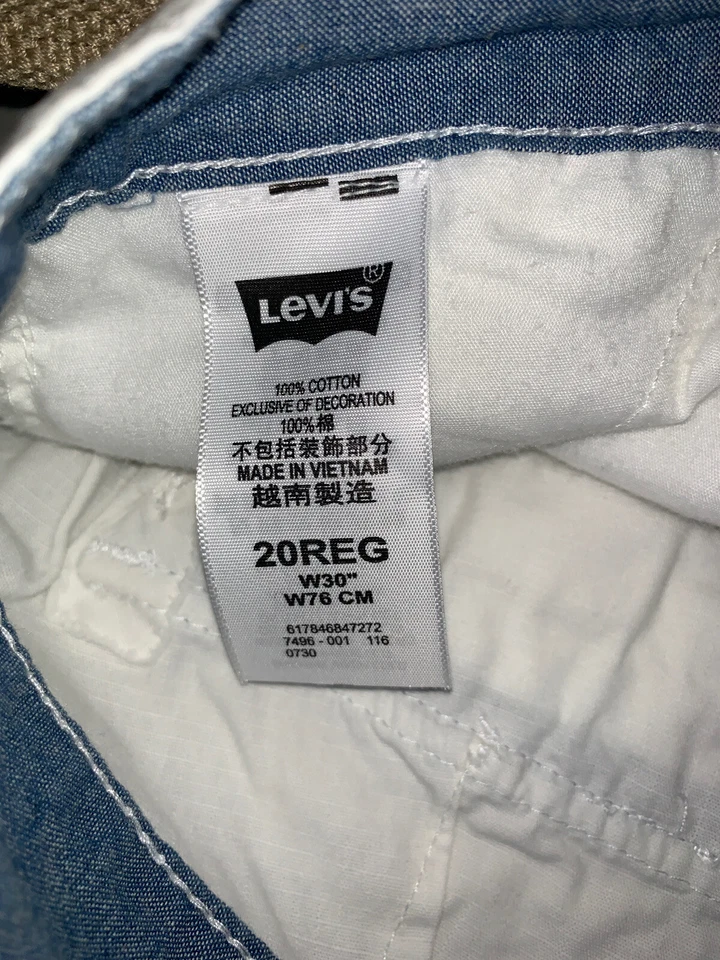 LEVI'S®
100% COTTON
EXCLUSIVE OF DECORATION
100%棉
不包括裝飾部分
MADE IN VIETNAM
越南製造
20REG
W30"
W76 CM
617846847272
7496 - 001 116
0730